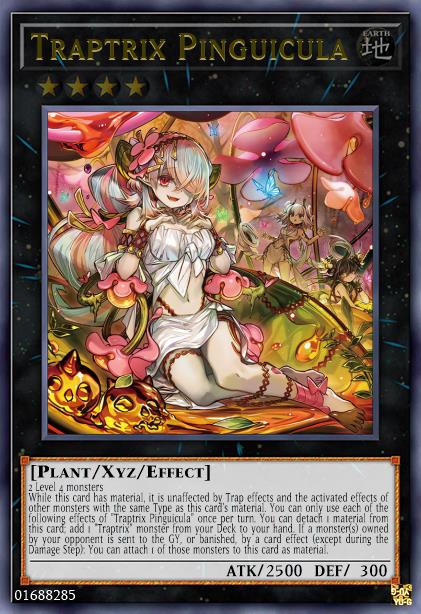 Traptrix Pinguicula
EARTH
地
[Plant/Xyz/Effect]
2 Level 4 monsters
While this card has material, it is unaffected by Trap effects and the activated effects of
other monsters with the same Type as this card's material. You can only use each of the
following effects of "Traptrix Pinguicula" once per turn. You can detach 1 material from
this card; add 1 "Traptrix" monster from your Deck to your hand. If a monster(s) owned
by your opponent is sent to the GY, or banished, by a card effect (except during the
Damage Step): You can attach 1 of those monsters to this card as material.
ATK/2500 DEF/ 300
01688285